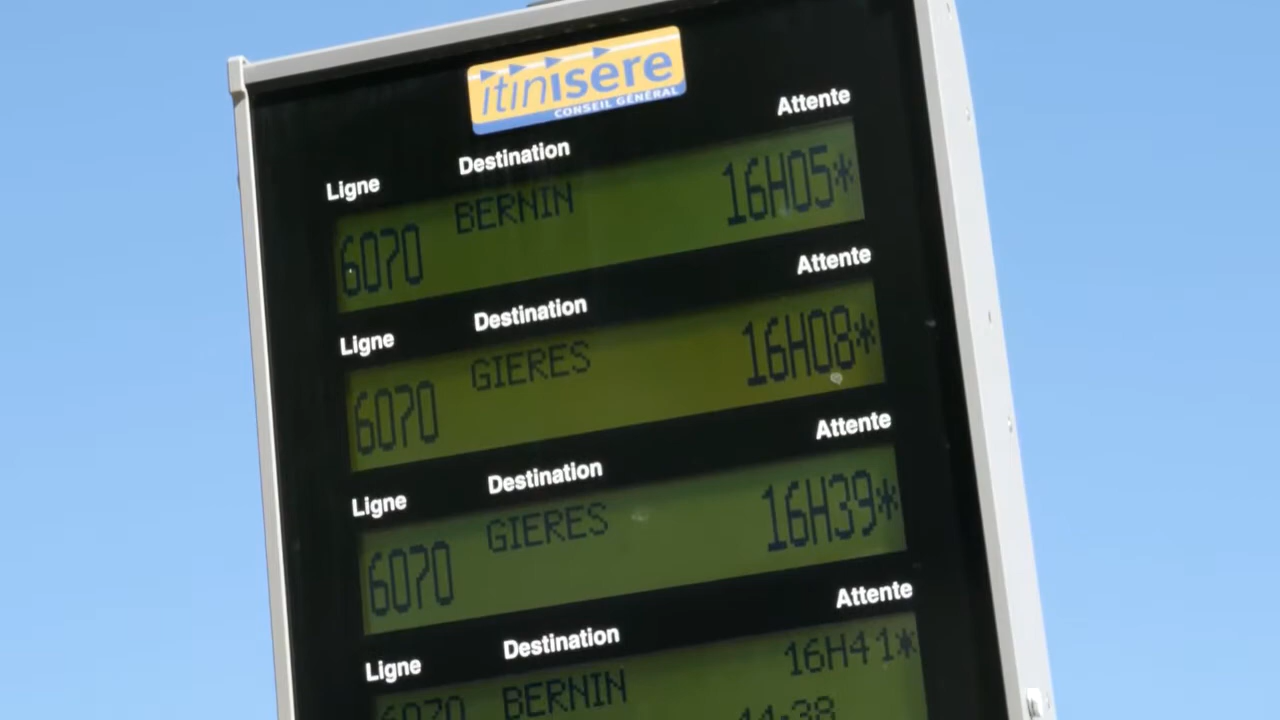 itinisère
CONSEIL GÉNÉRAL
Ligne Destination Attente
6070 BERNIN 16H05*
Ligne Destination Attente
6070 GIERES 16H08*
Ligne Destination Attente
6070 GIERES 16H39*
Ligne Destination Attente
6070 BERNIN 16H41*